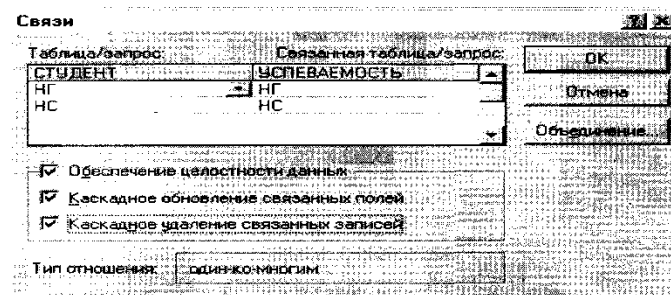 Связи
Таблица/запрос: Связанная таблица/запрос:
СТУДЕНТ УСПЕВАЕМОСТЬ
НГ НГ
НС НС
ОК
Отмена
Объединение...
Обеспечение целостности данных
Каскадное обновление связанных полей
Каскадное удаление связанных записей
Тип отношения: один-ко-многим